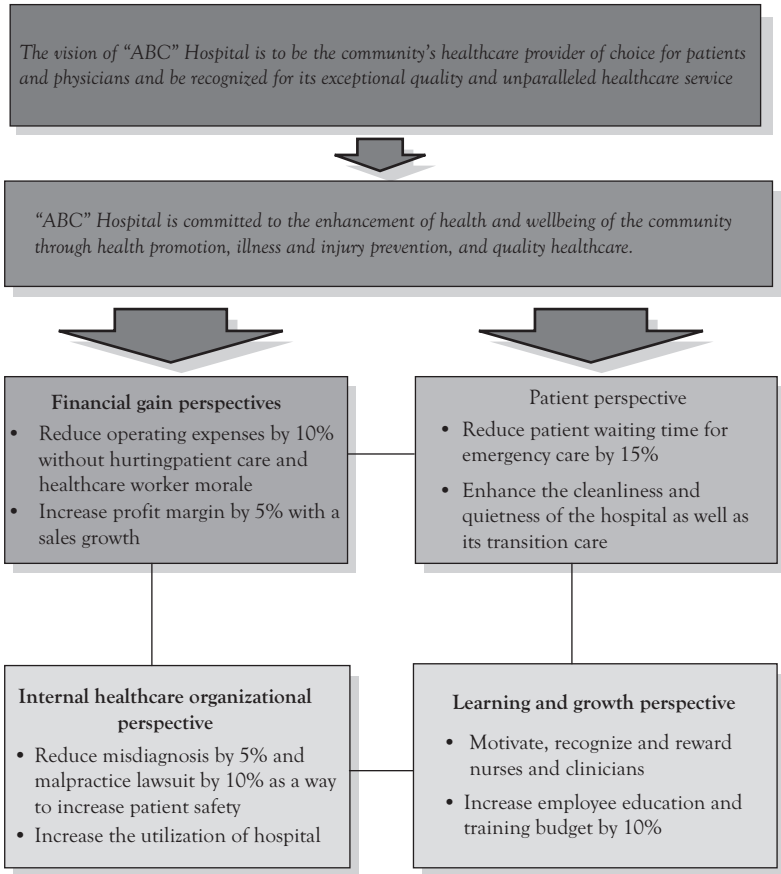 The vision of “ABC” Hospital is to be the community’s healthcare provider of choice for patients
and physicians and be recognized for its exceptional quality and unparalleled healthcare service
“ABC” Hospital is committed to the enhancement of health and wellbeing of the community
through health promotion, illness and injury prevention, and quality healthcare.
Financial gain perspectives
• Reduce operating expenses by 10%
without hurtingpatient care and
healthcare worker morale
• Increase profit margin by 5% with a
sales growth
Patient perspective
• Reduce patient waiting time for
emergency care by 15%
• Enhance the cleanliness and
quietness of the hospital as well as
its transition care
Internal healthcare organizational
perspective
• Reduce misdiagnosis by 5% and
malpractice lawsuit by 10% as a way
to increase patient safety
• Increase the utilization of hospital
Learning and growth perspective
• Motivate, recognize and reward
nurses and clinicians
• Increase employee education and
training budget by 10%